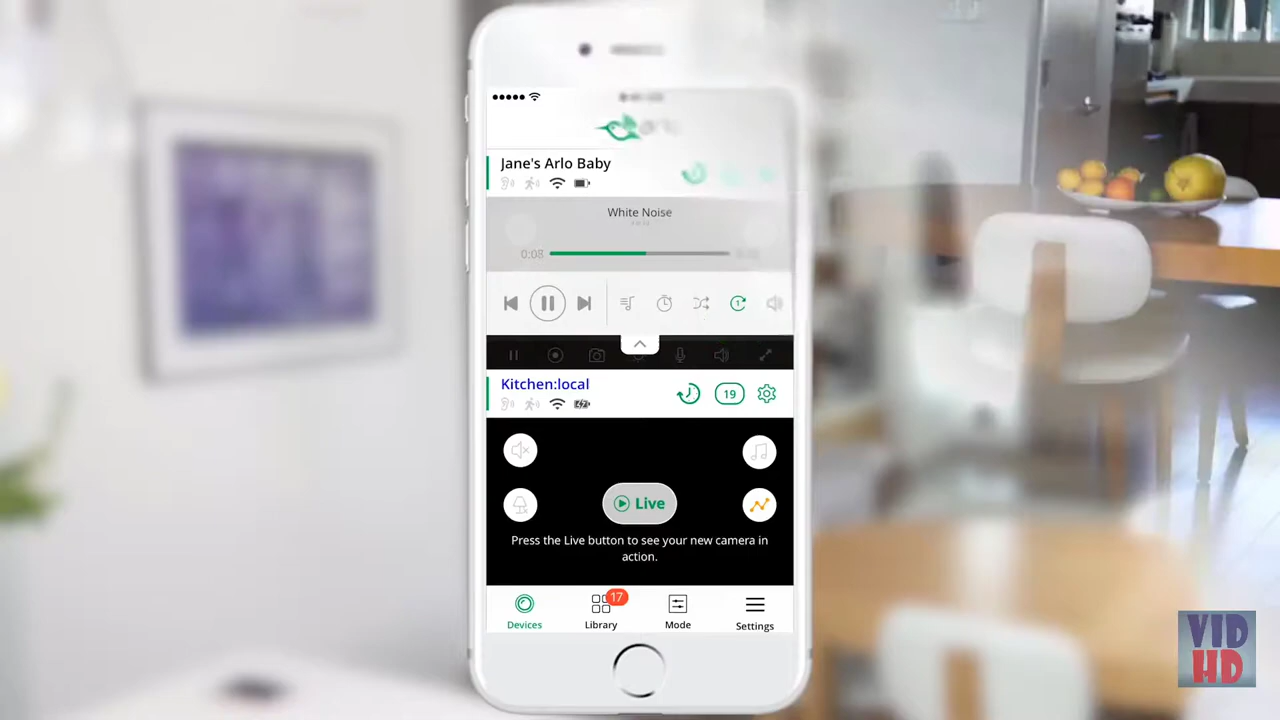 Jane's Arlo Baby
White Noise
0:08
1
Kitchen:local
19
Live
Press the Live button to see your new camera in
action.
17
Devices
Library
Mode
Settings
VID
HD